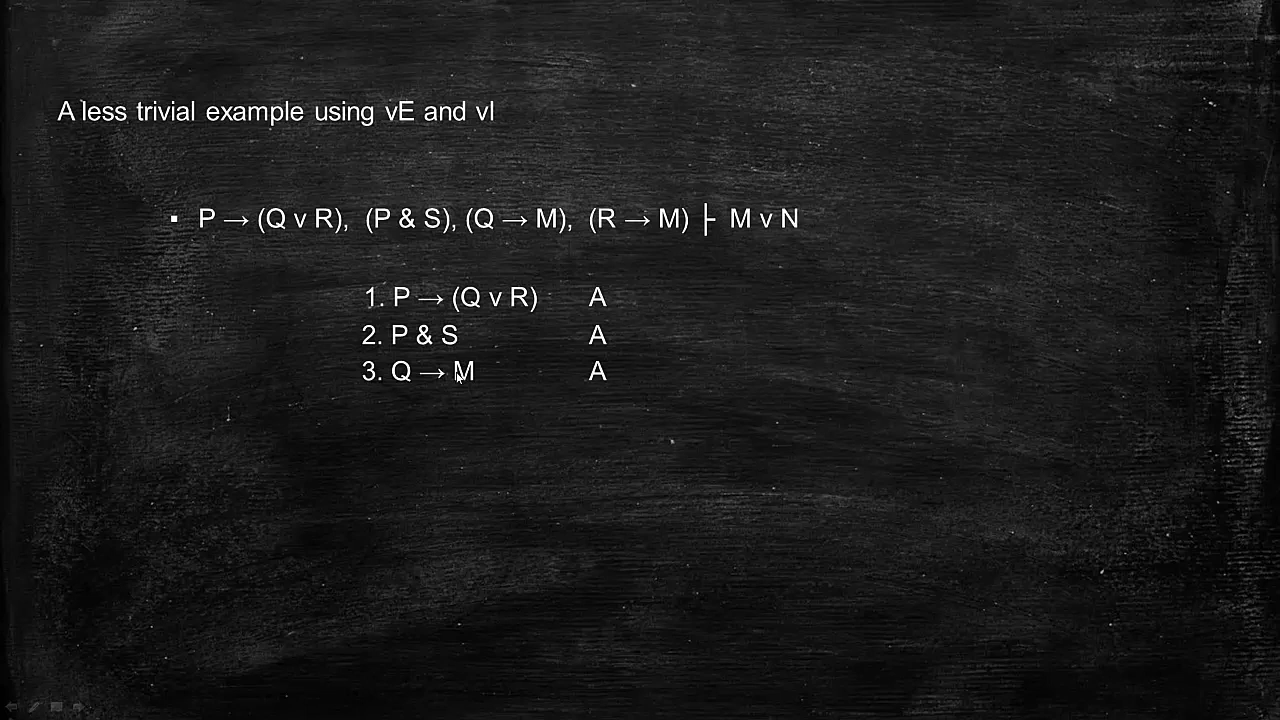 A less trivial example using vE and vI
▪ P → (Q v R), (P & S), (Q → M), (R → M) ├ M v N
1. P → (Q v R) A
2. P & S A
3. Q → M A